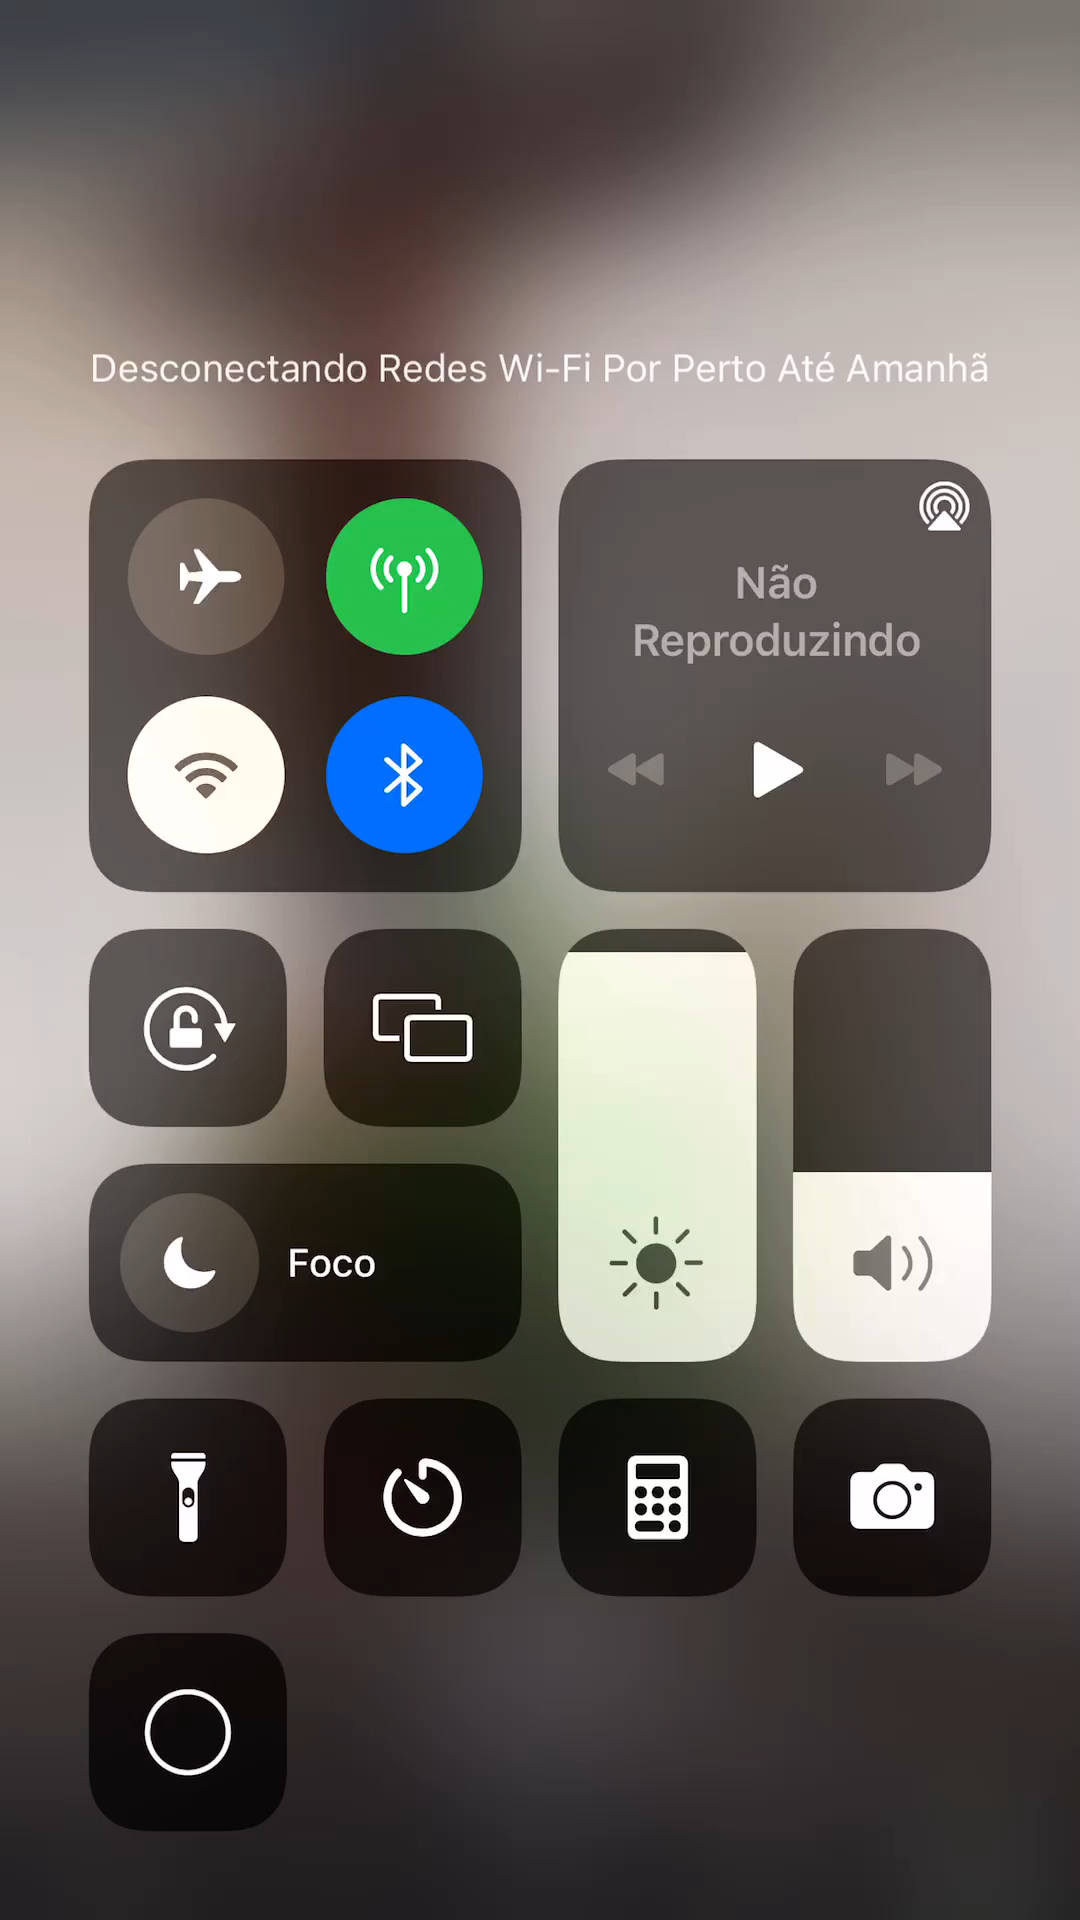 Desconectando Redes Wi-Fi Por Perto Até Amanhã
Não
Reproduzindo
Foco